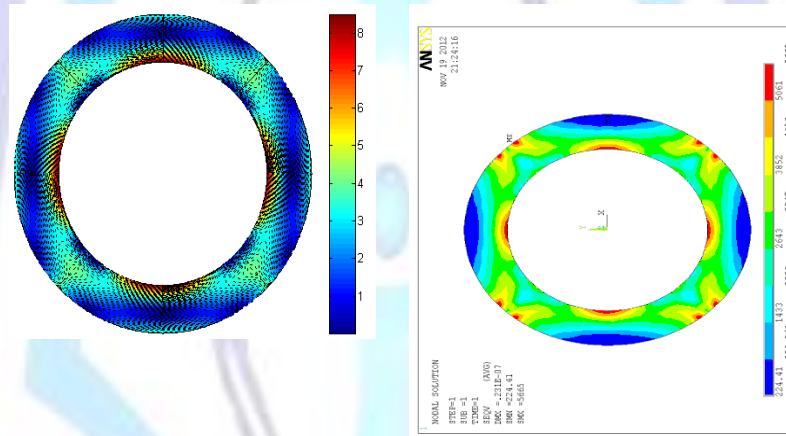 8
7
6
5
4
3
2
1
ANSYS
NOV 19 2012
21:24:16
MX
Y
X
NODAL SOLUTION
STEP=1
SUB =1
TIME=1
SEQV (AVG)
DMX =.231E-07
SMN =224.41
SMX =5665
224.41
1433
2643
3852
5061